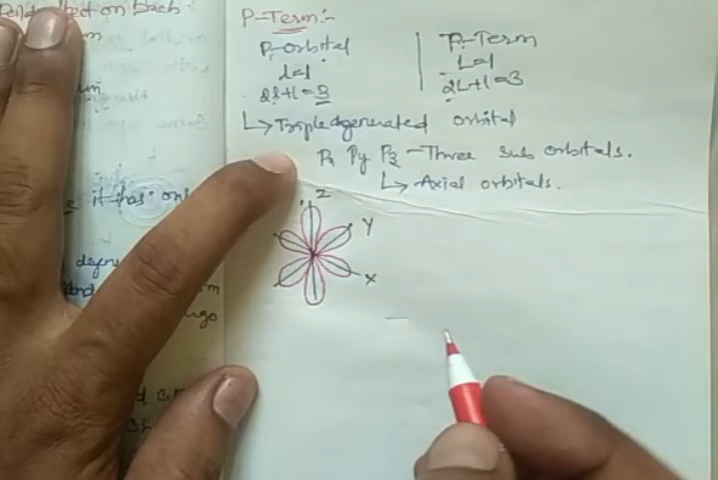 P-Term:-
P-orbital
l=1
2l+1=3
P-Term
L=1
2L+1=3
↳ Triple degenerated orbital
Px Py Pz - Three sub orbitals.
↳ Axial orbitals.
Z
Y
X
it has